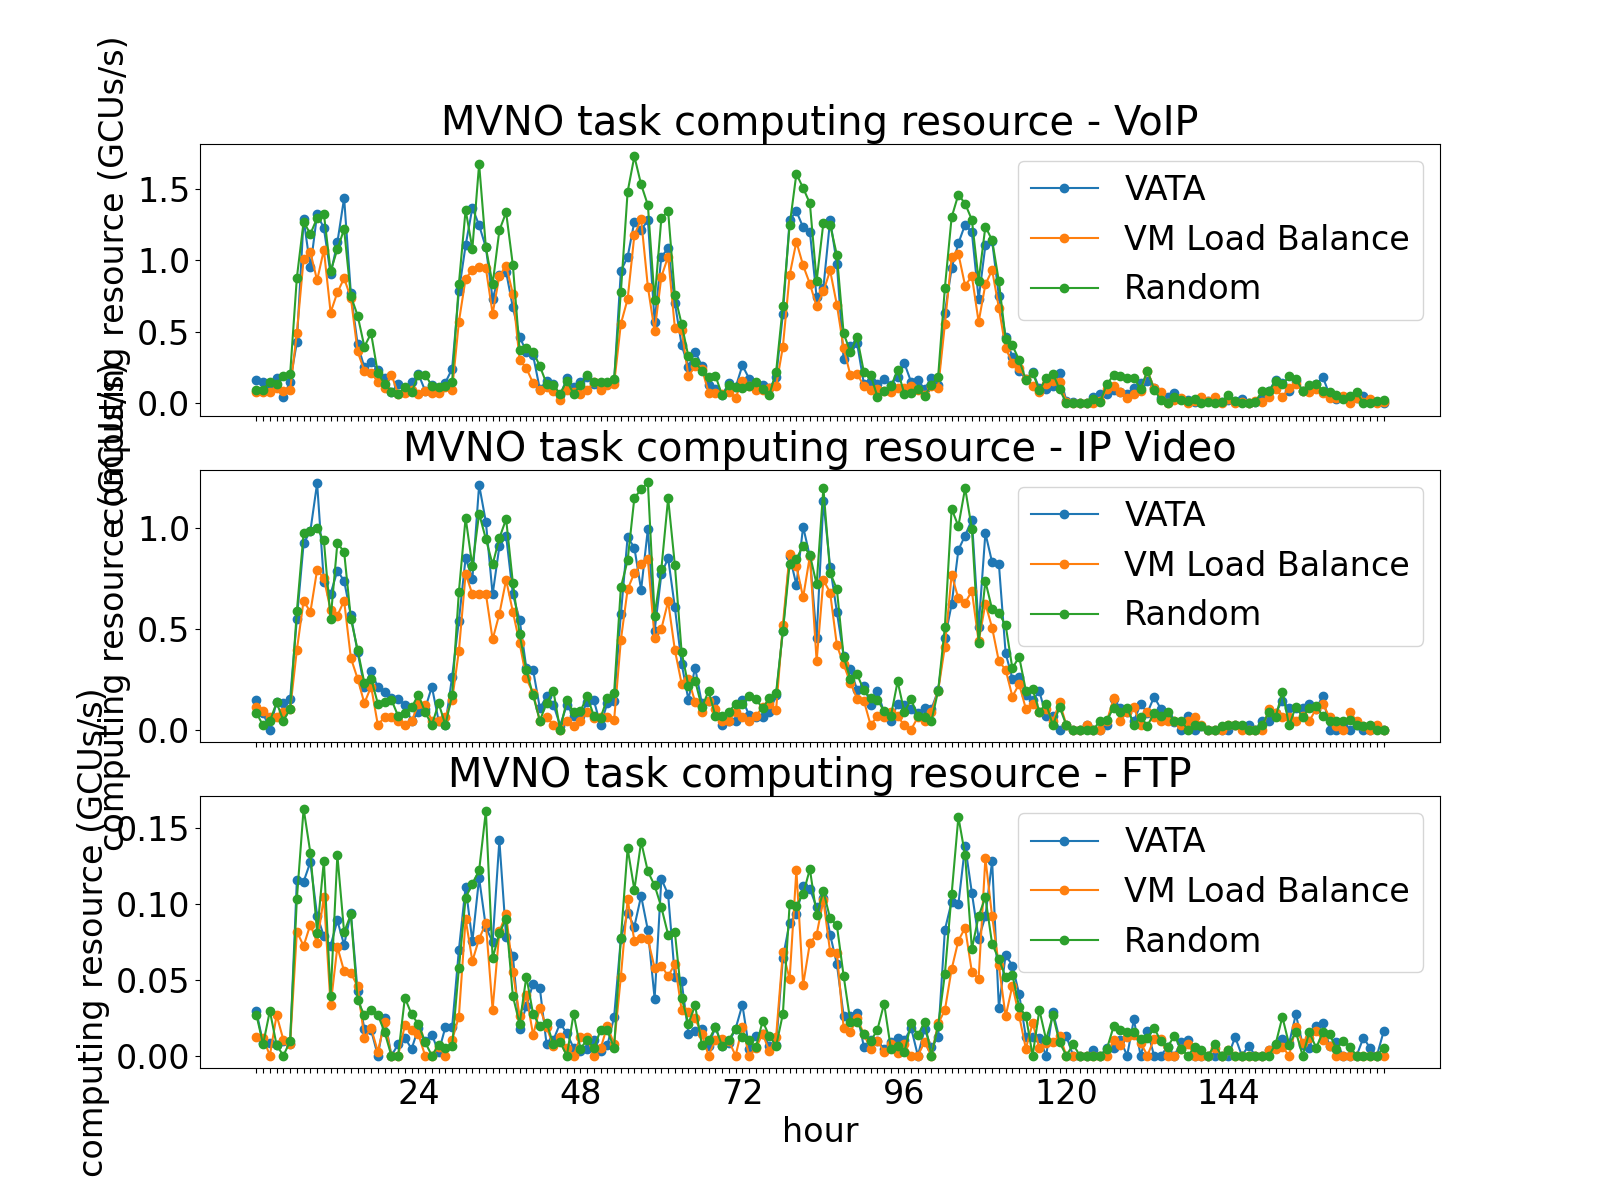 MVNO task computing resource - VoIP
computing resource (GCUs/s)
1.5
1.0
0.5
0.0
VATA
VM Load Balance
Random
MVNO task computing resource - IP Video
computing resource (GCUs/s)
1.0
0.5
0.0
VATA
VM Load Balance
Random
MVNO task computing resource - FTP
computing resource (GCUs/s)
0.15
0.10
0.05
0.00
VATA
VM Load Balance
Random
24 48 72 96 120 144
hour